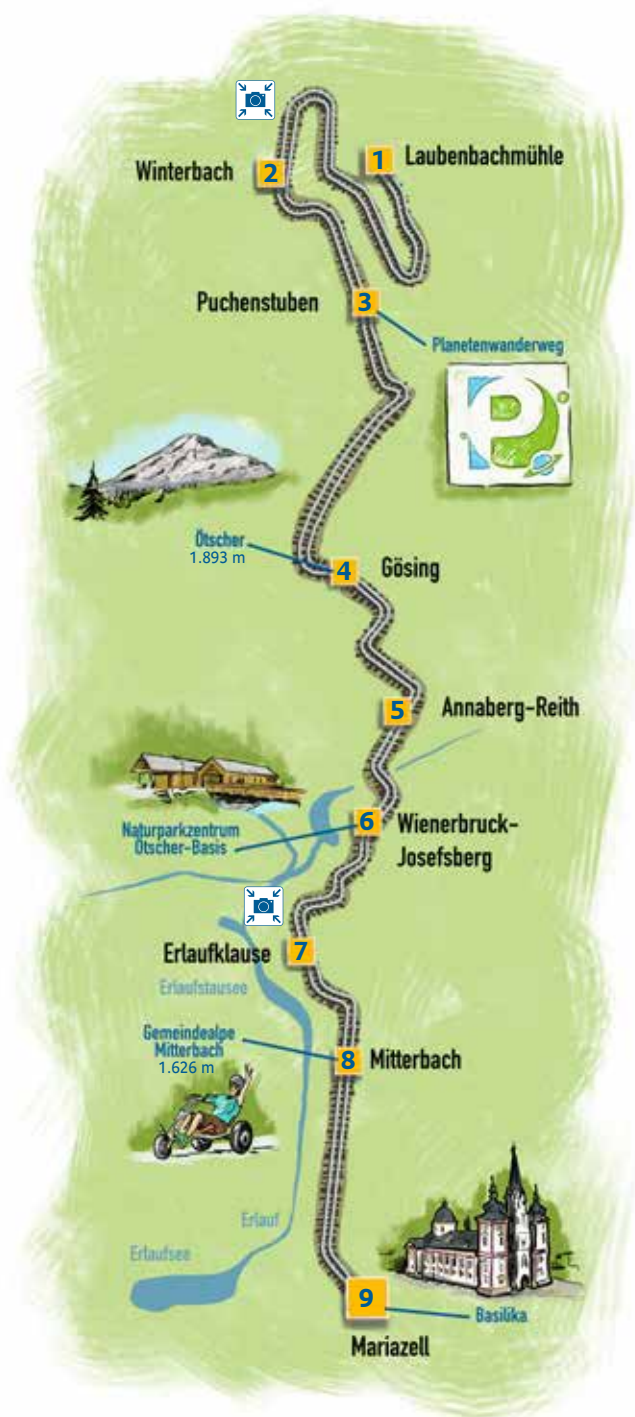 1
Laubenbachmühle
Winterbach
2
Puchenstuben
3
Planetenwanderweg
P
Ötscher
1.893 m
4
Gösing
5
Annaberg-Reith
Naturparkzentrum
Ötscher-Basis
6
Wienerbruck-
Josefsberg
Erlaufklause
7
Erlaufstausee
Gemeindealpe
Mitterbach
1.626 m
8
Mitterbach
Erlauf
Erlaufsee
9
Basilika
Mariazell